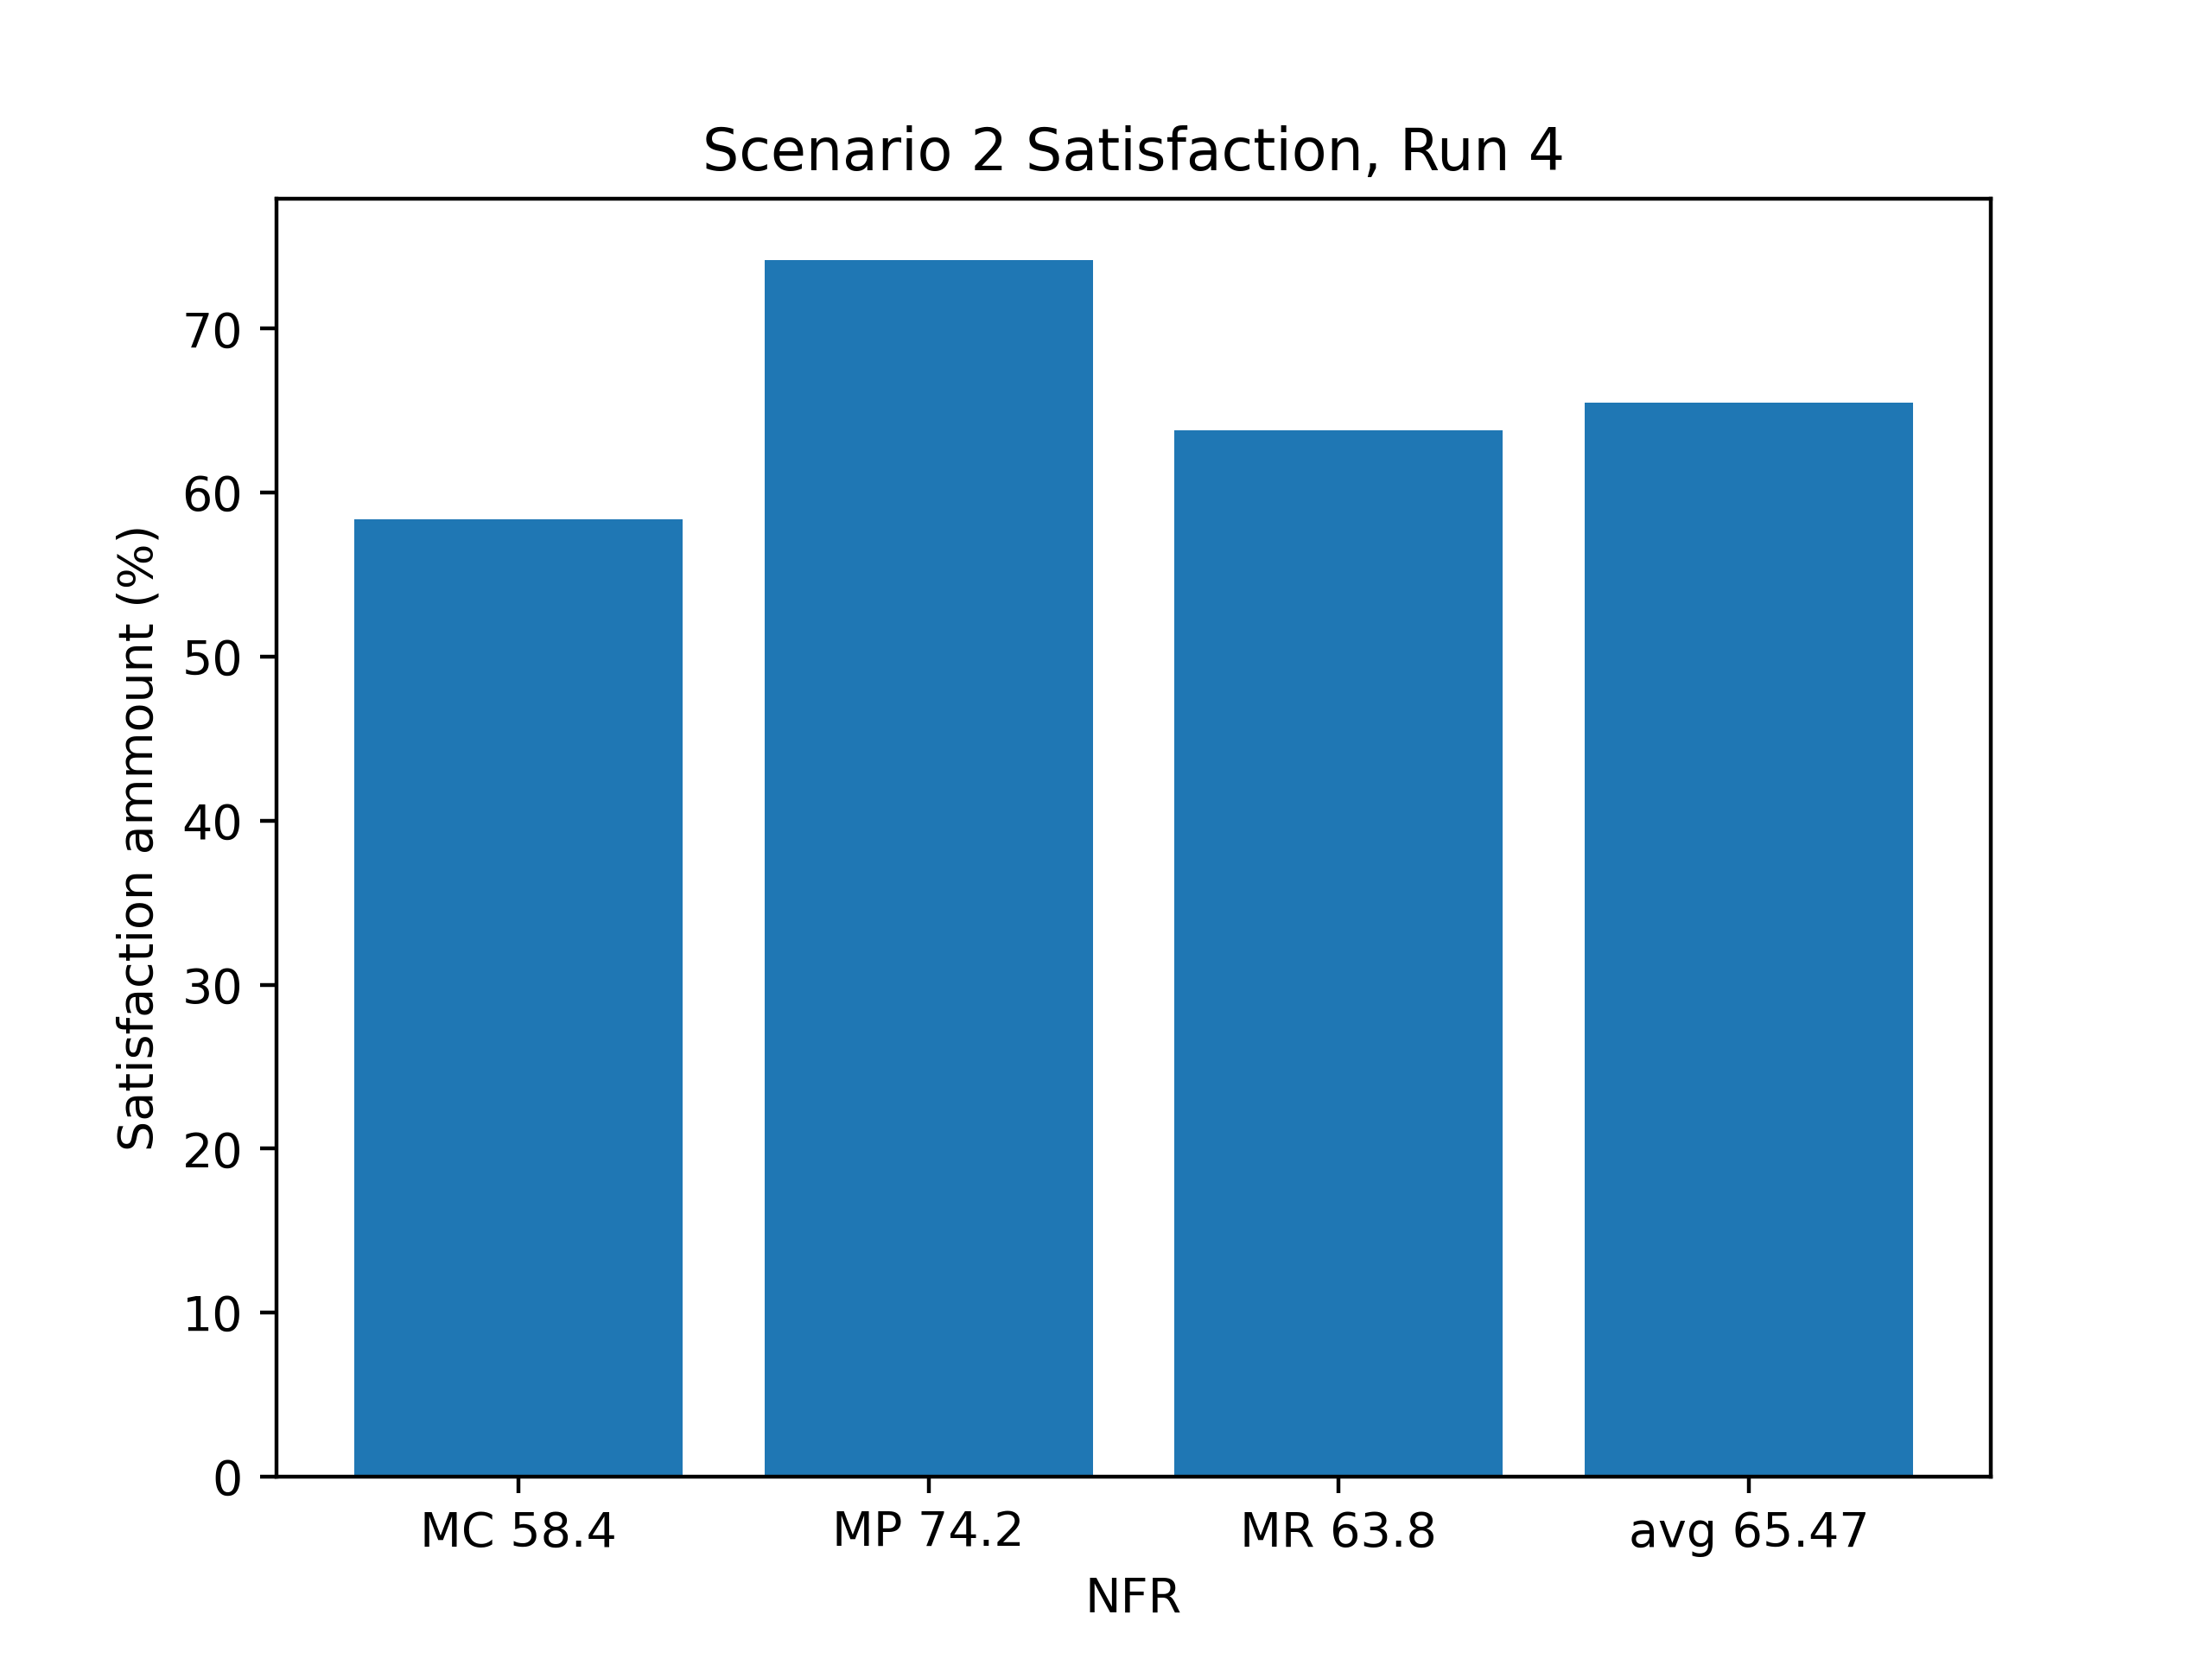 Scenario 2 Satisfaction, Run 4
Satisfaction ammount (%)
70
60
50
40
30
20
10
0
MC 58.4
MP 74.2
MR 63.8
avg 65.47
NFR